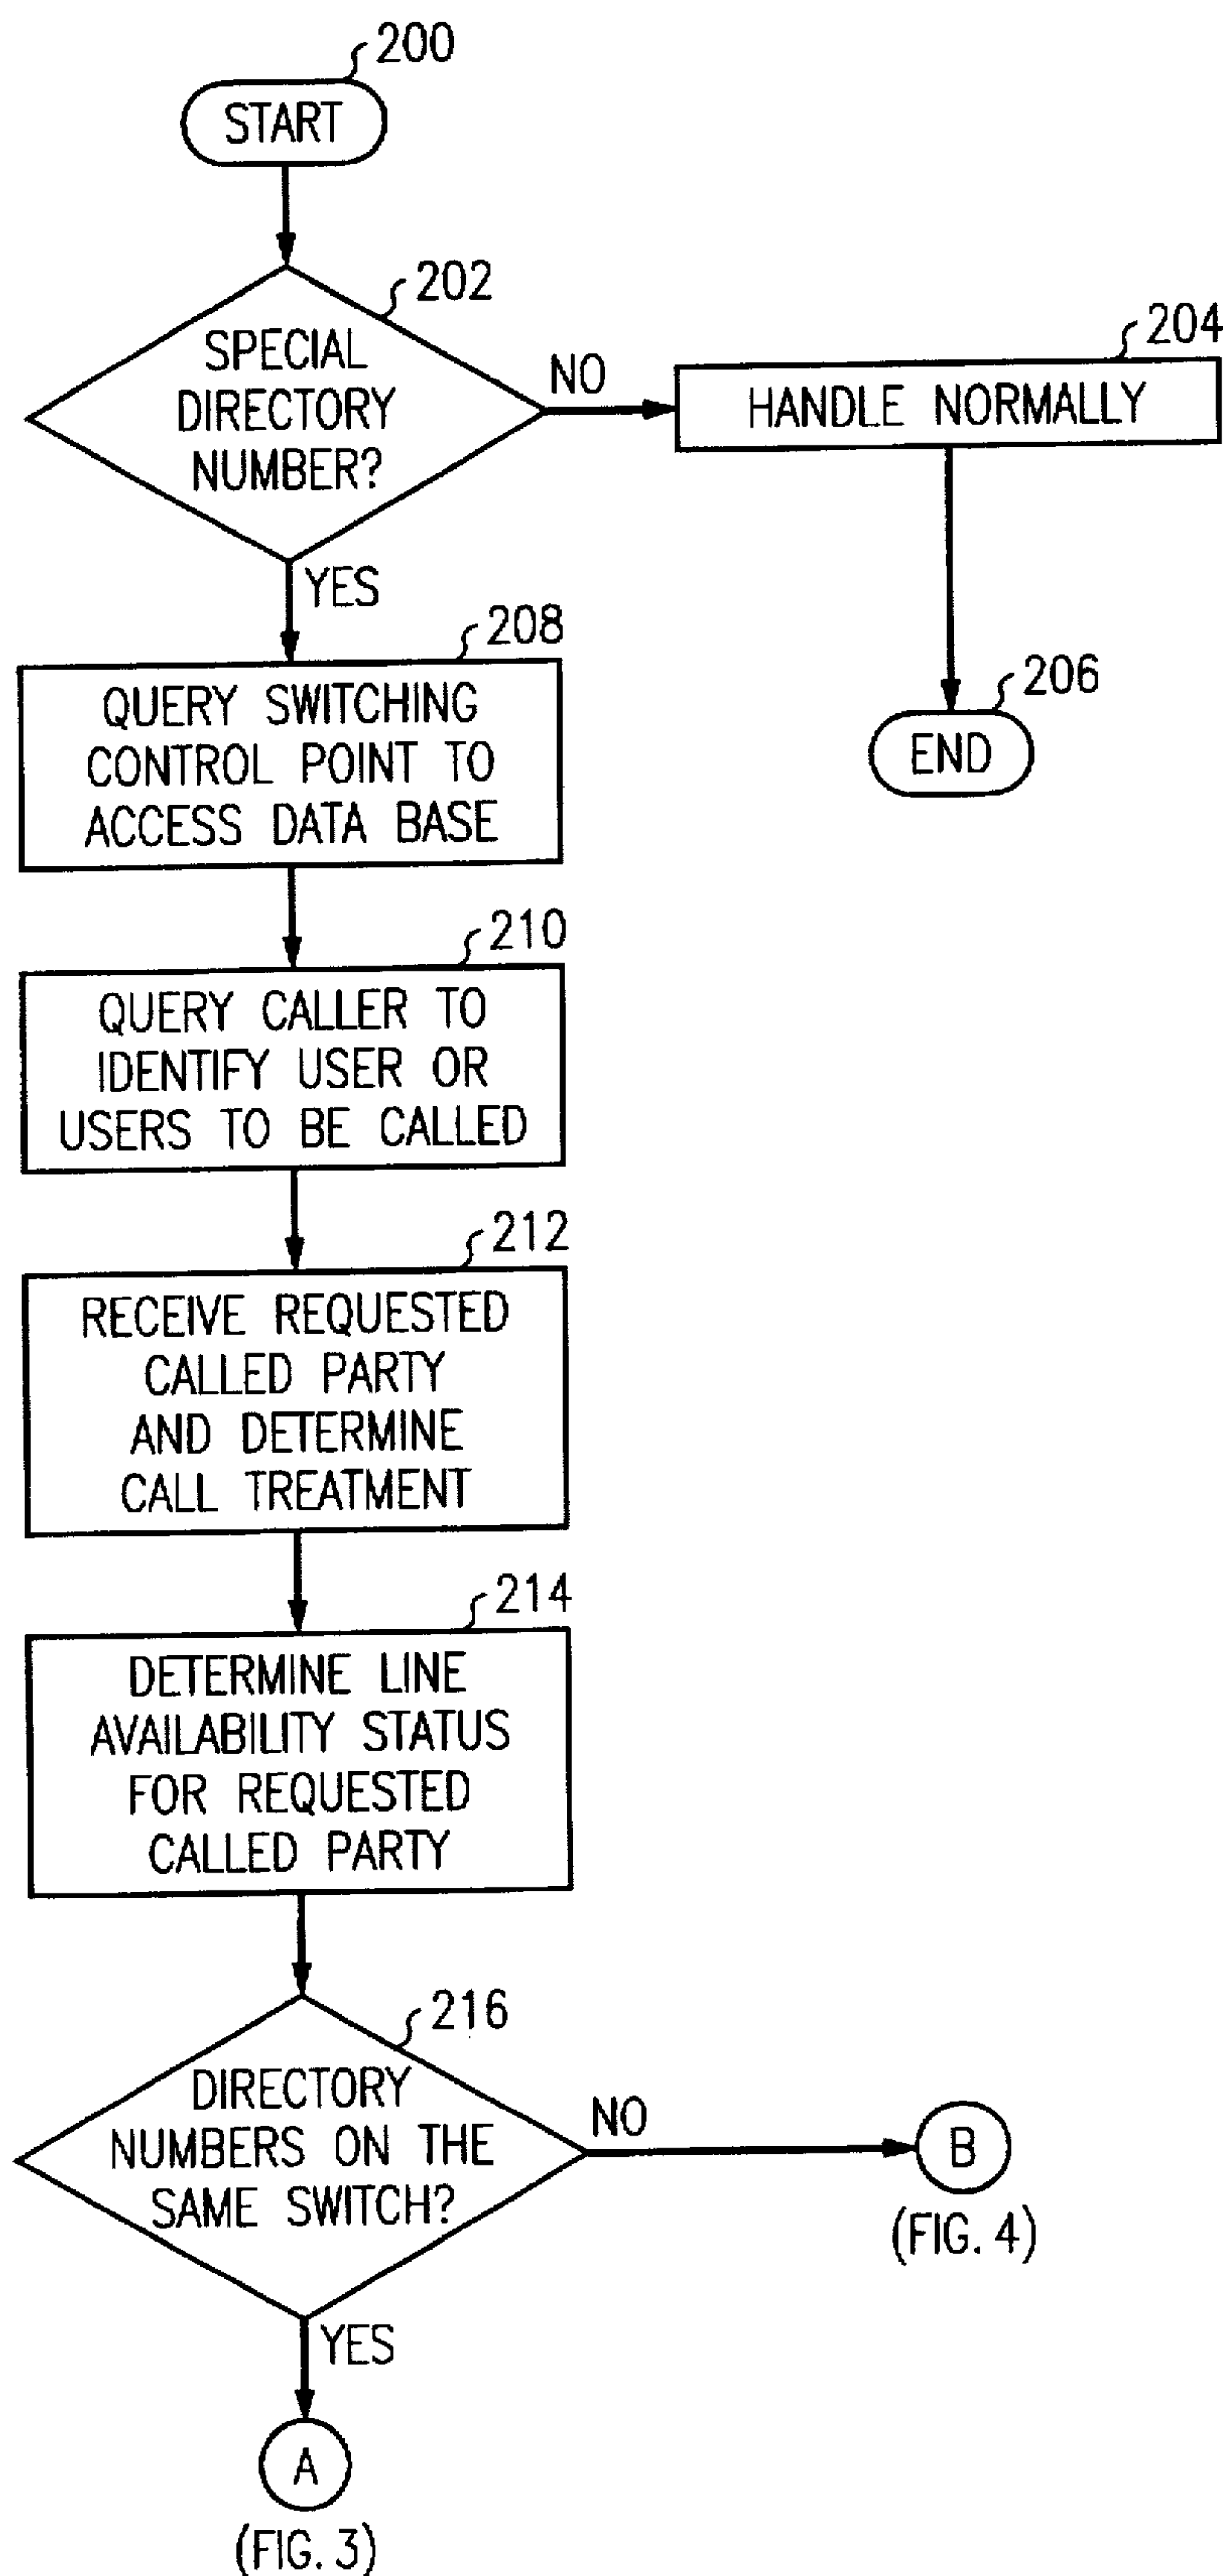 200
START
202
SPECIAL
DIRECTORY
NUMBER?
NO
204
HANDLE NORMALLY
YES
206
END
208
QUERY SWITCHING
CONTROL POINT TO
ACCESS DATA BASE
210
QUERY CALLER TO
IDENTIFY USER OR
USERS TO BE CALLED
212
RECEIVE REQUESTED
CALLED PARTY
AND DETERMINE
CALL TREATMENT
214
DETERMINE LINE
AVAILABILITY STATUS
FOR REQUESTED
CALLED PARTY
216
DIRECTORY
NUMBERS ON THE
SAME SWITCH?
NO
B
(FIG. 4)
YES
A
(FIG. 3)